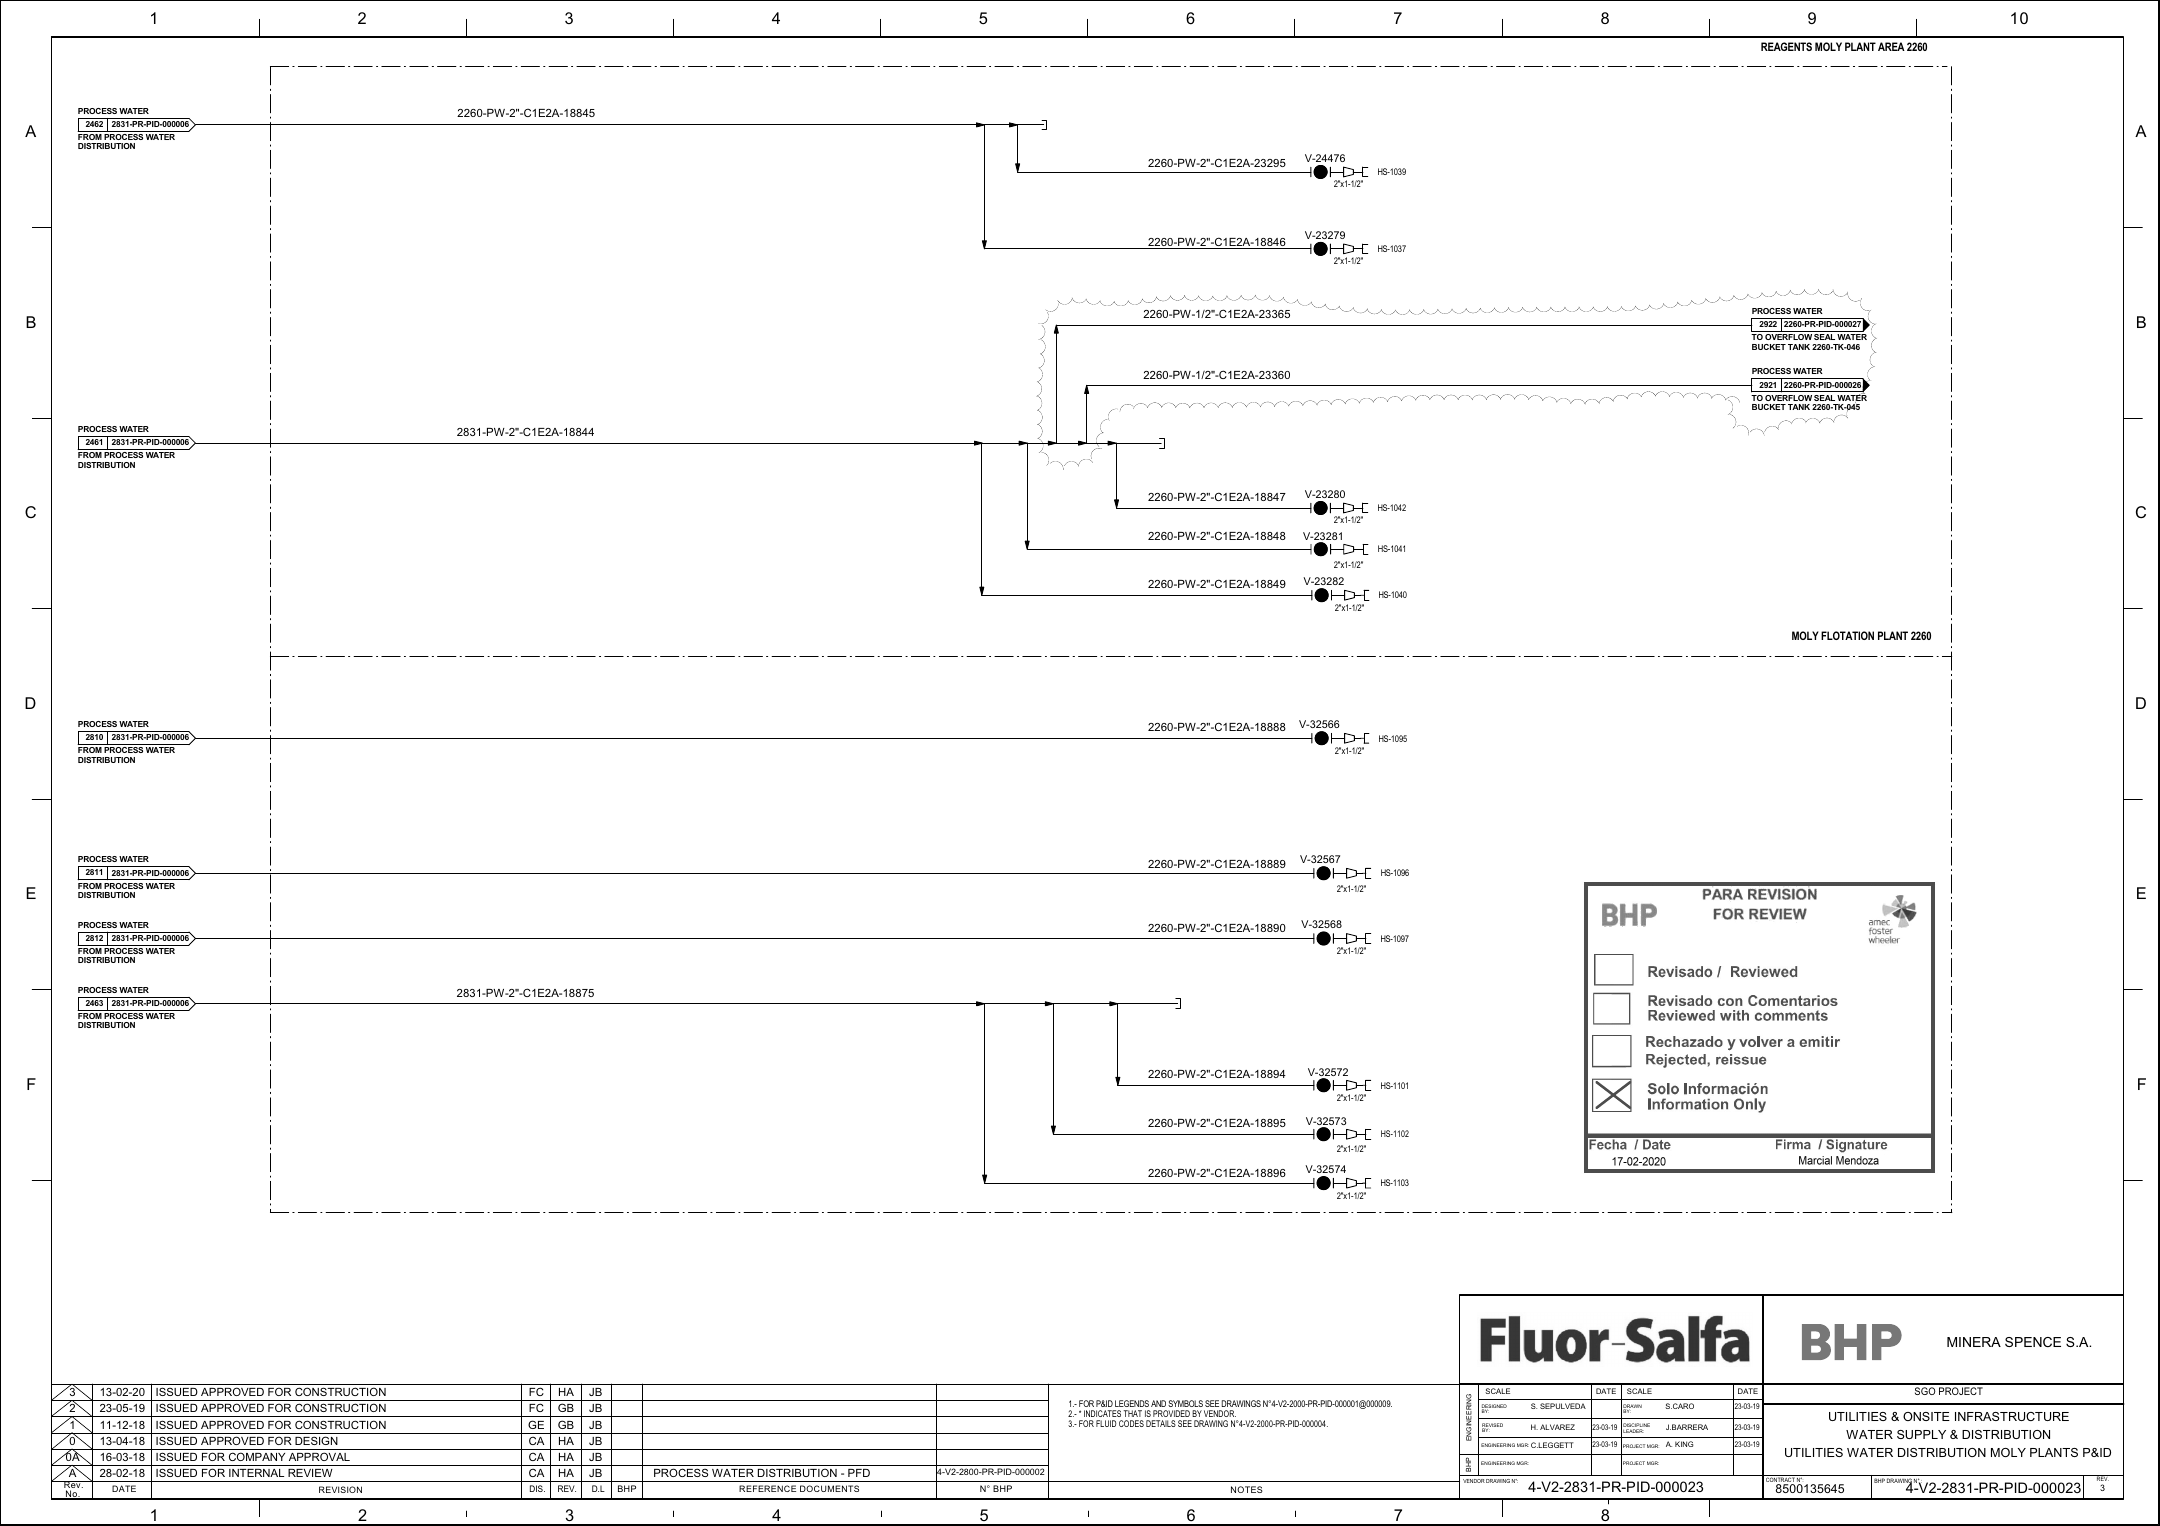 1 2 3 4 5 6 7 8 9 10
REAGENTS MOLY PLANT AREA 2260
A
A
PROCESS WATER
2462 2831-PR-PID-000006
FROM PROCESS WATER
DISTRIBUTION
2260-PW-2"-C1E2A-18845
2260-PW-2"-C1E2A-23295
V-24476
2"x1-1/2"
HS-1039
2260-PW-2"-C1E2A-18846
V-23279
2"x1-1/2"
HS-1037
B
B
2260-PW-1/2"-C1E2A-23365
PROCESS WATER
2922 2260-PR-PID-000027
TO OVERFLOW SEAL WATER
BUCKET TANK 2260-TK-046
2260-PW-1/2"-C1E2A-23360
PROCESS WATER
2921 2260-PR-PID-000026
TO OVERFLOW SEAL WATER
BUCKET TANK 2260-TK-045
PROCESS WATER
2461 2831-PR-PID-000006
FROM PROCESS WATER
DISTRIBUTION
2831-PW-2"-C1E2A-18844
C
C
2260-PW-2"-C1E2A-18847
V-23280
2"x1-1/2"
HS-1042
2260-PW-2"-C1E2A-18848
V-23281
2"x1-1/2"
HS-1041
2260-PW-2"-C1E2A-18849
V-23282
2"x1-1/2"
HS-1040
MOLY FLOTATION PLANT 2260
D
D
PROCESS WATER
2810 2831-PR-PID-000006
FROM PROCESS WATER
DISTRIBUTION
2260-PW-2"-C1E2A-18888
V-32566
2"x1-1/2"
HS-1095
E
E
PROCESS WATER
2811 2831-PR-PID-000006
FROM PROCESS WATER
DISTRIBUTION
2260-PW-2"-C1E2A-18889
V-32567
2"x1-1/2"
HS-1096
PROCESS WATER
2812 2831-PR-PID-000006
FROM PROCESS WATER
DISTRIBUTION
2260-PW-2"-C1E2A-18890
V-32568
2"x1-1/2"
HS-1097
PROCESS WATER
2463 2831-PR-PID-000006
FROM PROCESS WATER
DISTRIBUTION
2831-PW-2"-C1E2A-18875
F
F
2260-PW-2"-C1E2A-18894
V-32572
2"x1-1/2"
HS-1101
2260-PW-2"-C1E2A-18895
V-32573
2"x1-1/2"
HS-1102
2260-PW-2"-C1E2A-18896
V-32574
2"x1-1/2"
HS-1103
BHP
PARA REVISION
FOR REVIEW
amec
foster
wheeler
Revisado / Reviewed
Revisado con Comentarios
Reviewed with comments
Rechazado y volver a emitir
Rejected, reissue
Solo Información
Information Only
Fecha / Date
17-02-2020
Firma / Signature
Marcial Mendoza
3 13-02-20 ISSUED APPROVED FOR CONSTRUCTION FC HA JB
2 23-05-19 ISSUED APPROVED FOR CONSTRUCTION FC GB JB
1 11-12-18 ISSUED APPROVED FOR CONSTRUCTION GE GB JB
0 13-04-18 ISSUED APPROVED FOR DESIGN CA HA JB
0A 16-03-18 ISSUED FOR COMPANY APPROVAL CA HA JB
A 28-02-18 ISSUED FOR INTERNAL REVIEW CA HA JB PROCESS WATER DISTRIBUTION - PFD 4-V2-2800-PR-PID-000002
Rev. No. DATE REVISION DIS. REV. D.L BHP REFERENCE DOCUMENTS N° BHP NOTES
1.- FOR P&ID LEGENDS AND SYMBOLS SEE DRAWINGS N°4-V2-2000-PR-PID-000001@000009.
2.- * INDICATES THAT IS PROVIDED BY VENDOR.
3.- FOR FLUID CODES DETAILS SEE DRAWING N°4-V2-2000-PR-PID-000004.
Fluor-Salfa
BHP MINERA SPENCE S.A.
ENGINEERING
SCALE DATE SCALE DATE
DESIGNED BY: S. SEPULVEDA DRAWN BY: S.CARO 23-03-19
REVISED BY: H. ALVAREZ 23-03-19 DISCIPLINE LEADER: J.BARRERA 23-03-19
ENGINEERING MGR: C.LEGGETT 23-03-19 PROJECT MGR: A. KING 23-03-19
BHP
ENGINEERING MGR: PROJECT MGR:
VENDOR DRAWING N°: 4-V2-2831-PR-PID-000023
SGO PROJECT
UTILITIES & ONSITE INFRASTRUCTURE
WATER SUPPLY & DISTRIBUTION
UTILITIES WATER DISTRIBUTION MOLY PLANTS P&ID
CONTRACT N°: 8500135645
BHP DRAWING N°: 4-V2-2831-PR-PID-000023
REV. 3
1 2 3 4 5 6 7 8